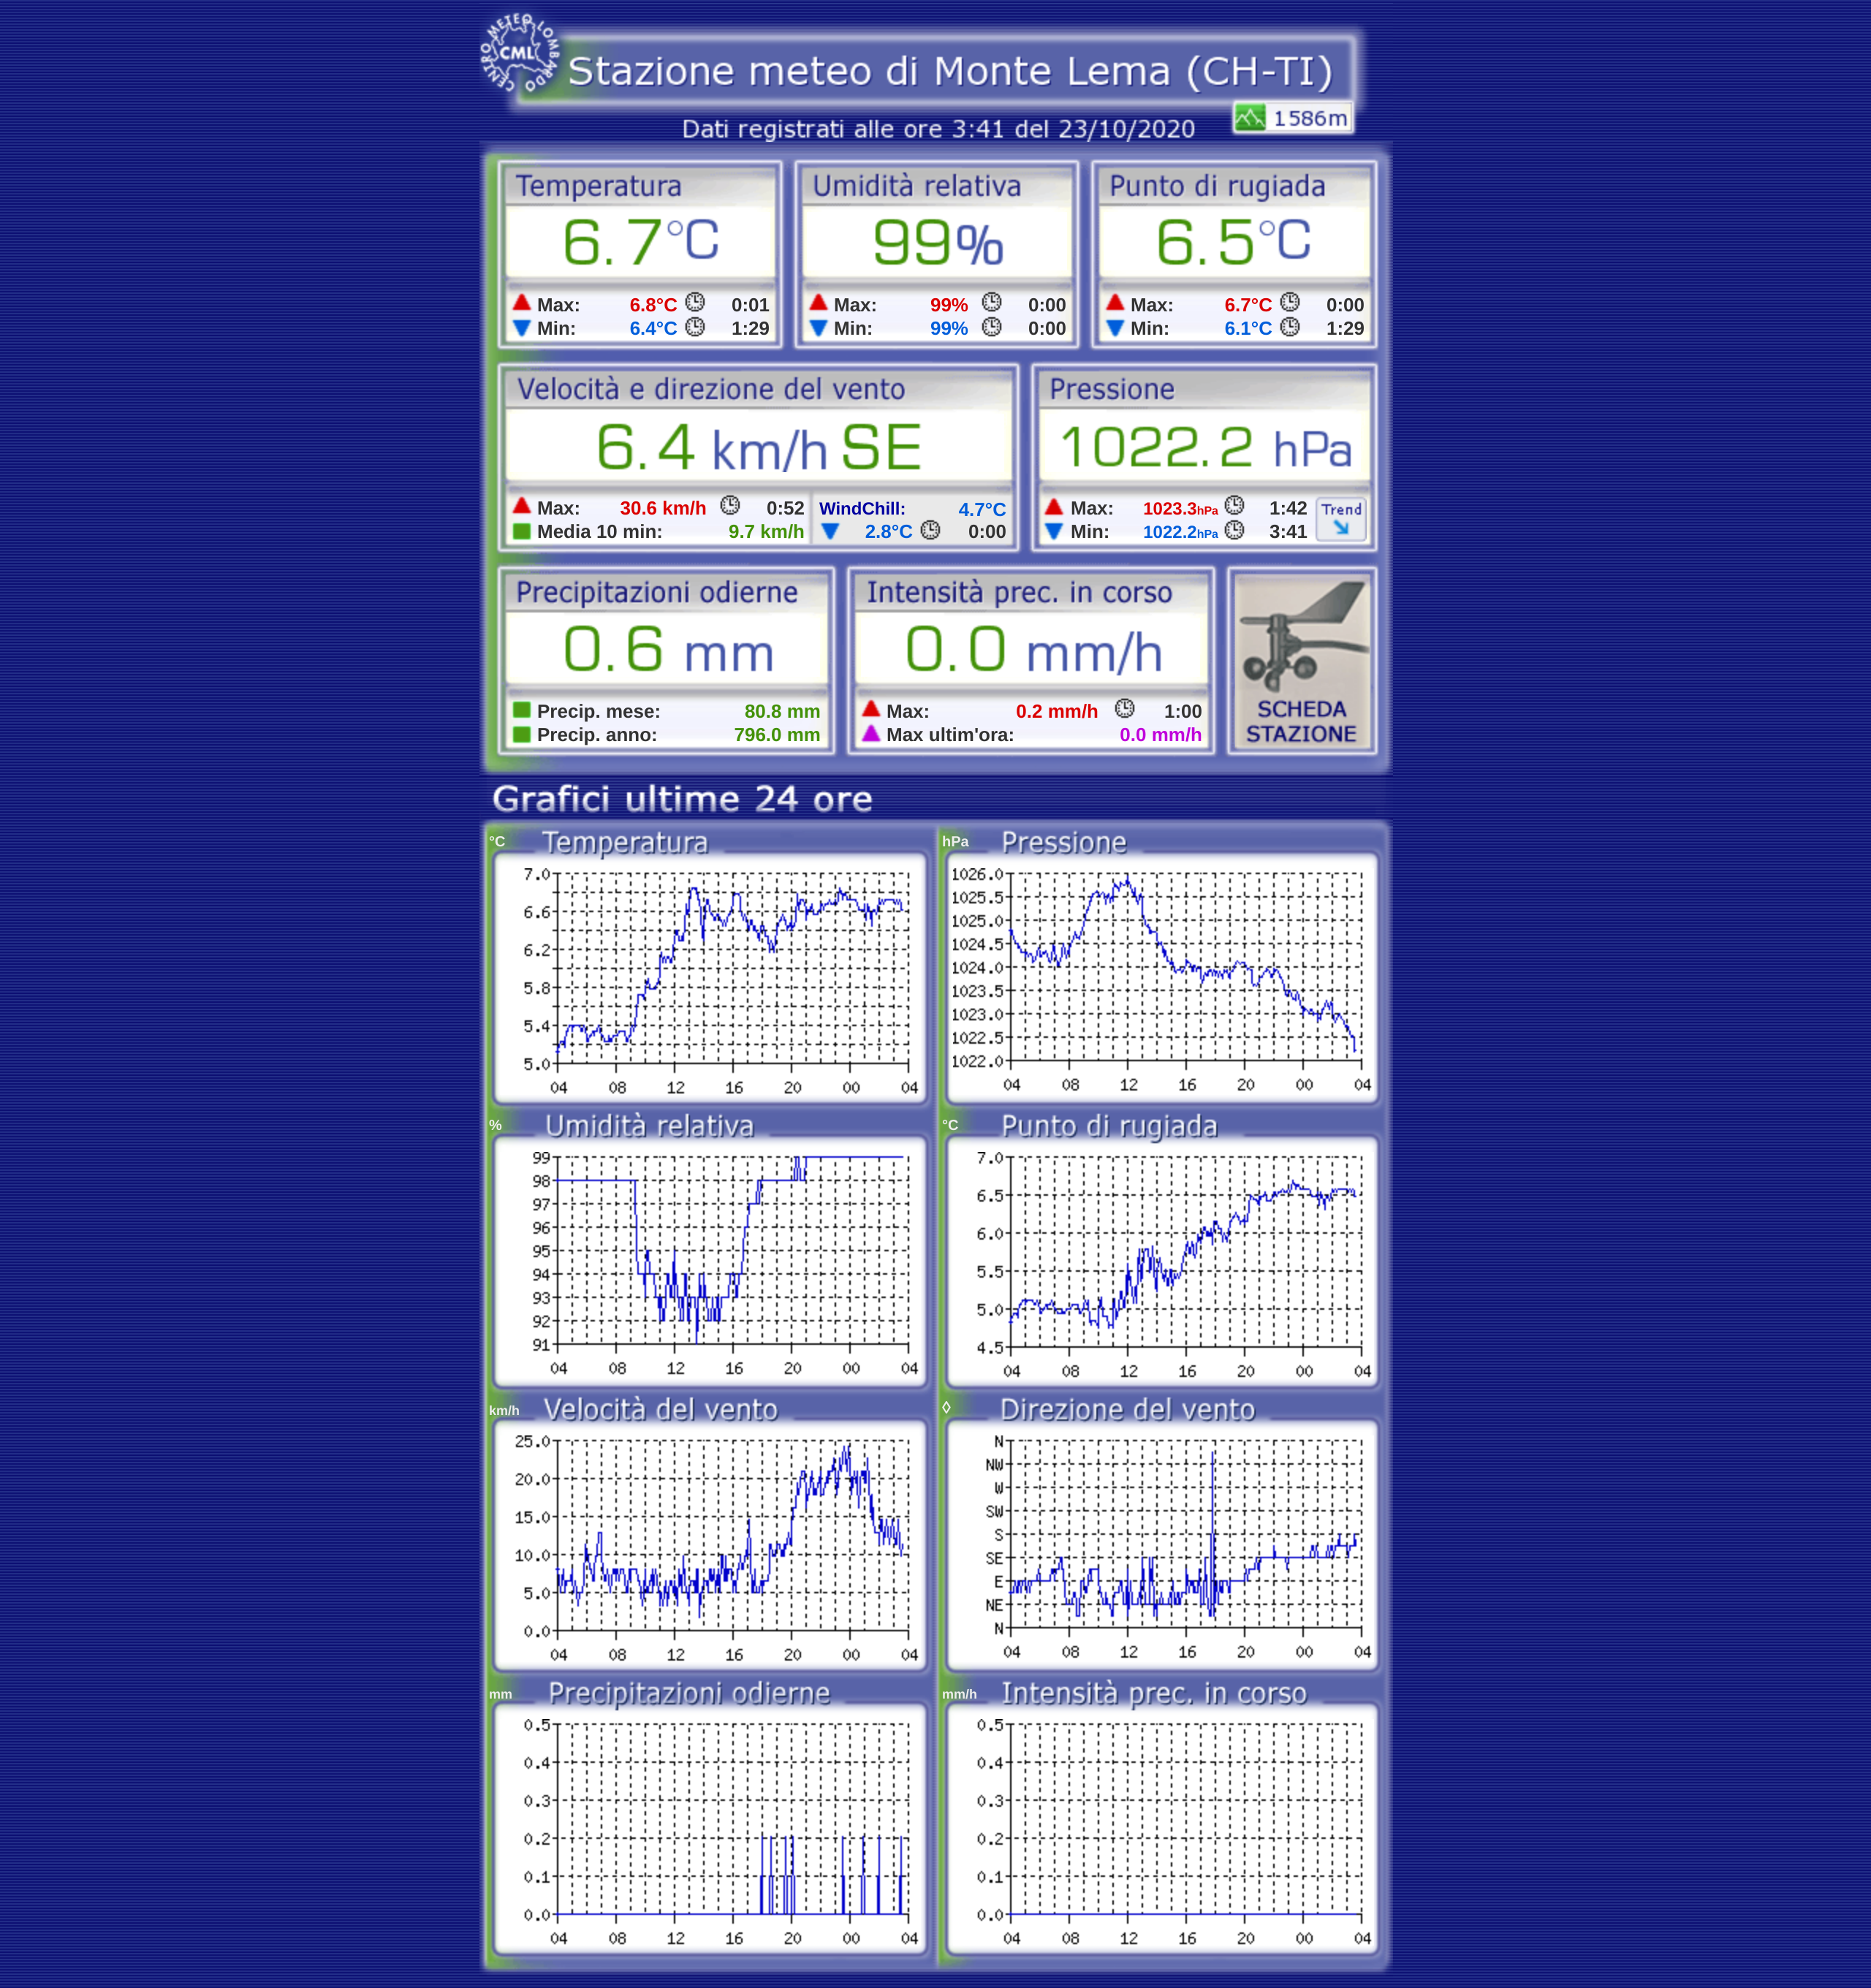 CENTRO METEO LOMBARDO
CML
Stazione meteo di Monte Lema (CH-TI)
1586m
Dati registrati alle ore 3:41 del 23/10/2020
Temperatura
6.7°C
Max: 6.8°C 0:01
Min: 6.4°C 1:29
Umidità relativa
99%
Max: 99% 0:00
Min: 99% 0:00
Punto di rugiada
6.5°C
Max: 6.7°C 0:00
Min: 6.1°C 1:29
Velocità e direzione del vento
6.4 km/h SE
Max: 30.6 km/h 0:52
Media 10 min: 9.7 km/h
WindChill: 4.7°C
2.8°C 0:00
Pressione
1022.2 hPa
Max: 1023.3hPa 1:42
Min: 1022.2hPa 3:41
Trend
Precipitazioni odierne
0.6 mm
Precip. mese: 80.8 mm
Precip. anno: 796.0 mm
Intensità prec. in corso
0.0 mm/h
Max: 0.2 mm/h 1:00
Max ultim'ora: 0.0 mm/h
SCHEDA
STAZIONE
Grafici ultime 24 ore
°C Temperatura
7.0
6.6
6.2
5.8
5.4
5.0
04 08 12 16 20 00 04
hPa Pressione
1026.0
1025.5
1025.0
1024.5
1024.0
1023.5
1023.0
1022.5
1022.0
04 08 12 16 20 00 04
% Umidità relativa
99
98
97
96
95
94
93
92
91
04 08 12 16 20 00 04
°C Punto di rugiada
7.0
6.5
6.0
5.5
5.0
4.5
04 08 12 16 20 00 04
km/h Velocità del vento
25.0
20.0
15.0
10.0
5.0
0.0
04 08 12 16 20 00 04
◊ Direzione del vento
N
NW
W
SW
S
SE
E
NE
N
04 08 12 16 20 00 04
mm Precipitazioni odierne
0.5
0.4
0.3
0.2
0.1
0.0
04 08 12 16 20 00 04
mm/h Intensità prec. in corso
0.5
0.4
0.3
0.2
0.1
0.0
04 08 12 16 20 00 04